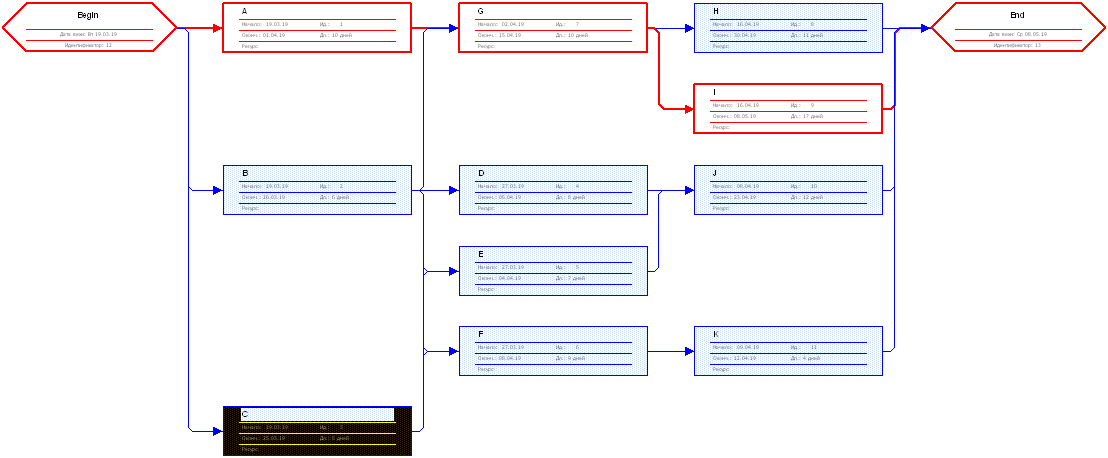 Begin
Дата вехи: Вт 19.03.19
Идентификатор: 12
A
Начало: 19.03.19 Ид.: 1
Оконч.: 01.04.19 Дл.: 10 дней
Ресурс:
G
Начало: 02.04.19 Ид.: 7
Оконч.: 15.04.19 Дл.: 10 дней
Ресурс:
H
Начало: 16.04.19 Ид.: 8
Оконч.: 30.04.19 Дл.: 11 дней
Ресурс:
End
Дата вехи: Ср 08.05.19
Идентификатор: 13
I
Начало: 16.04.19 Ид.: 9
Оконч.: 08.05.19 Дл.: 17 дней
Ресурс:
B
Начало: 19.03.19 Ид.: 2
Оконч.: 26.03.19 Дл.: 6 дней
Ресурс:
D
Начало: 27.03.19 Ид.: 4
Оконч.: 05.04.19 Дл.: 8 дней
Ресурс:
J
Начало: 08.04.19 Ид.: 10
Оконч.: 23.04.19 Дл.: 12 дней
Ресурс:
E
Начало: 27.03.19 Ид.: 5
Оконч.: 04.04.19 Дл.: 7 дней
Ресурс:
F
Начало: 27.03.19 Ид.: 6
Оконч.: 08.04.19 Дл.: 9 дней
Ресурс:
K
Начало: 09.04.19 Ид.: 11
Оконч.: 12.04.19 Дл.: 4 дней
Ресурс:
C
Начало: 19.03.19 Ид.: 3
Оконч.: 25.03.19 Дл.: 5 дней
Ресурс: